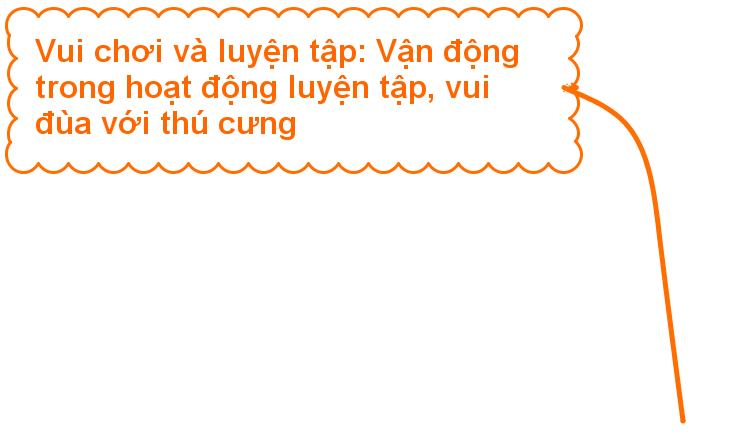 Vui chơi và luyện tập: Vận động
trong hoạt động luyện tập, vui
đùa với thú cưng